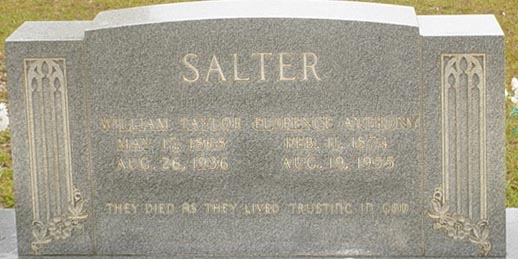 SALTER
WILLIAM TAYLOR FLORENCE ANTHONY
MAY 17, 1868 FEB. 11, 1874
AUG. 26, 1936 AUG. 19, 1955
THEY DIED AS THEY LIVED TRUSTING IN GOD